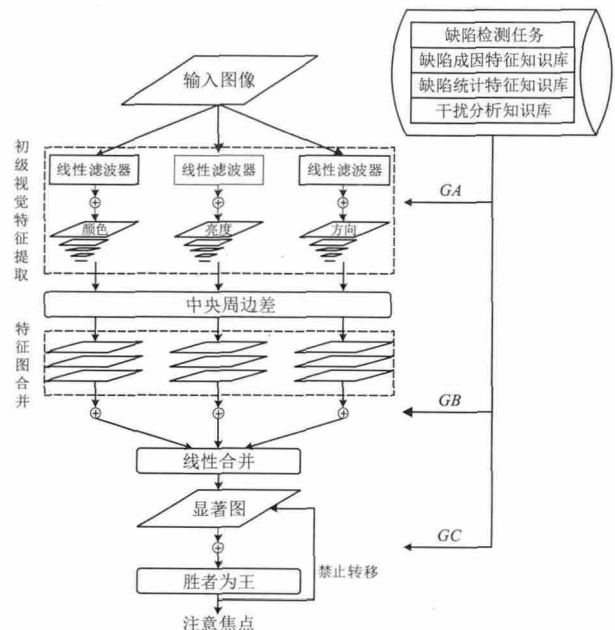 输入图像
缺陷检测任务
缺陷成因特征知识库
缺陷统计特征知识库
干扰分析知识库
初级视觉特征提取
线性滤波器
线性滤波器
线性滤波器
GA
颜色
亮度
方向
中央周边差
特征图合并
GB
线性合并
显著图
GC
禁止转移
胜者为王
注意焦点